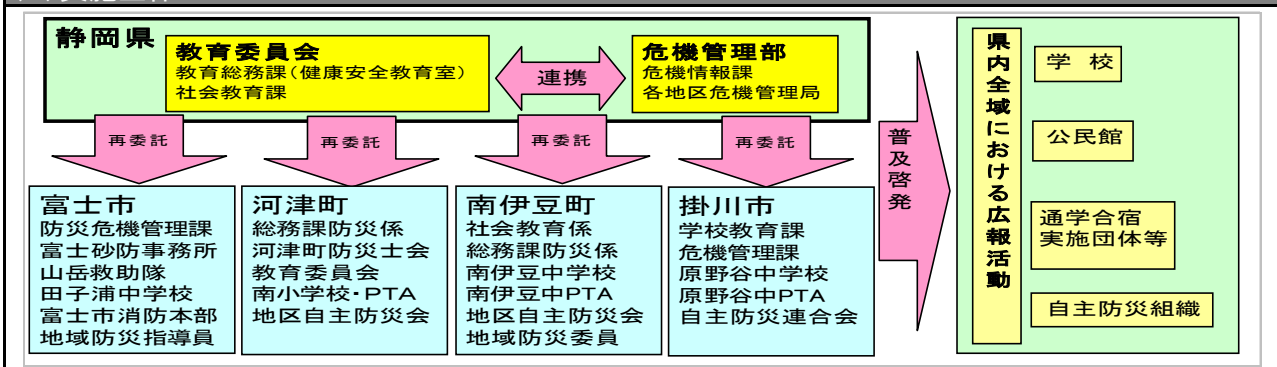 静岡県
教育委員会
教育総務課(健康安全教育室)
社会教育課
連携
危機管理部
危機情報課
各地区危機管理局
再委託
再委託
再委託
再委託
富士市
防災危機管理課
富士砂防事務所
山岳救助隊
田子浦中学校
富士市消防本部
地域防災指導員
河津町
総務課防災係
河津町防災士会
教育委員会
南小学校・PTA
地区自主防災会
南伊豆町
社会教育係
総務課防災係
南伊豆中学校
南伊豆中PTA
地区自主防災会
地域防災委員
掛川市
学校教育課
危機管理課
原野谷中学校
原野谷中PTA
自主防災連合会
普及啓発
県内全域における広報活動
学 校
公民館
通学合宿
実施団体等
自主防災組織